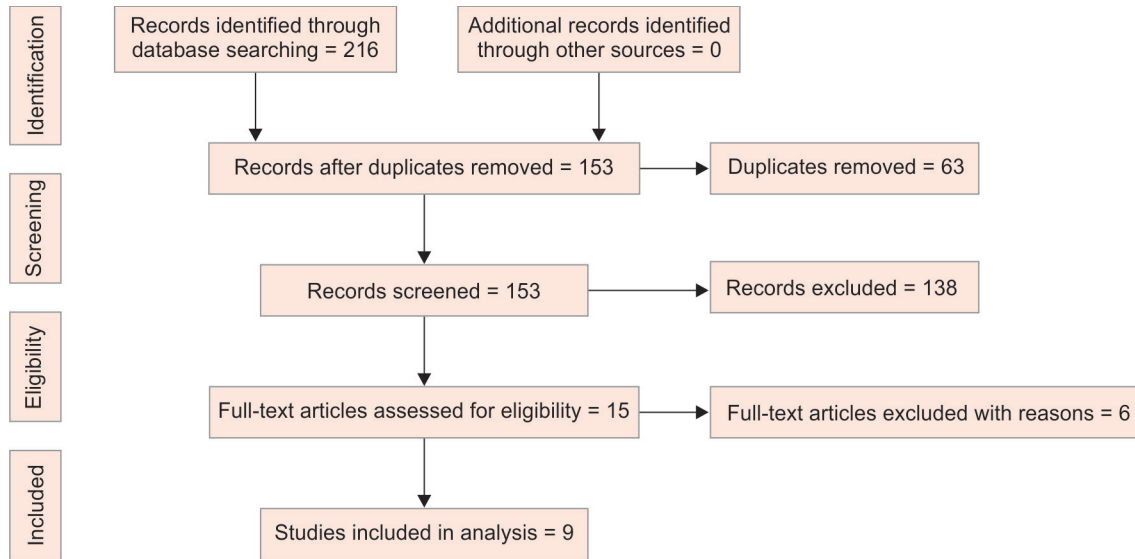 Identification
Records identified through
database searching = 216
Additional records identified
through other sources = 0
Records after duplicates removed = 153
Duplicates removed = 63
Screening
Records screened = 153
Records excluded = 138
Eligibility
Full-text articles assessed for eligibility = 15
Full-text articles excluded with reasons = 6
Included
Studies included in analysis = 9